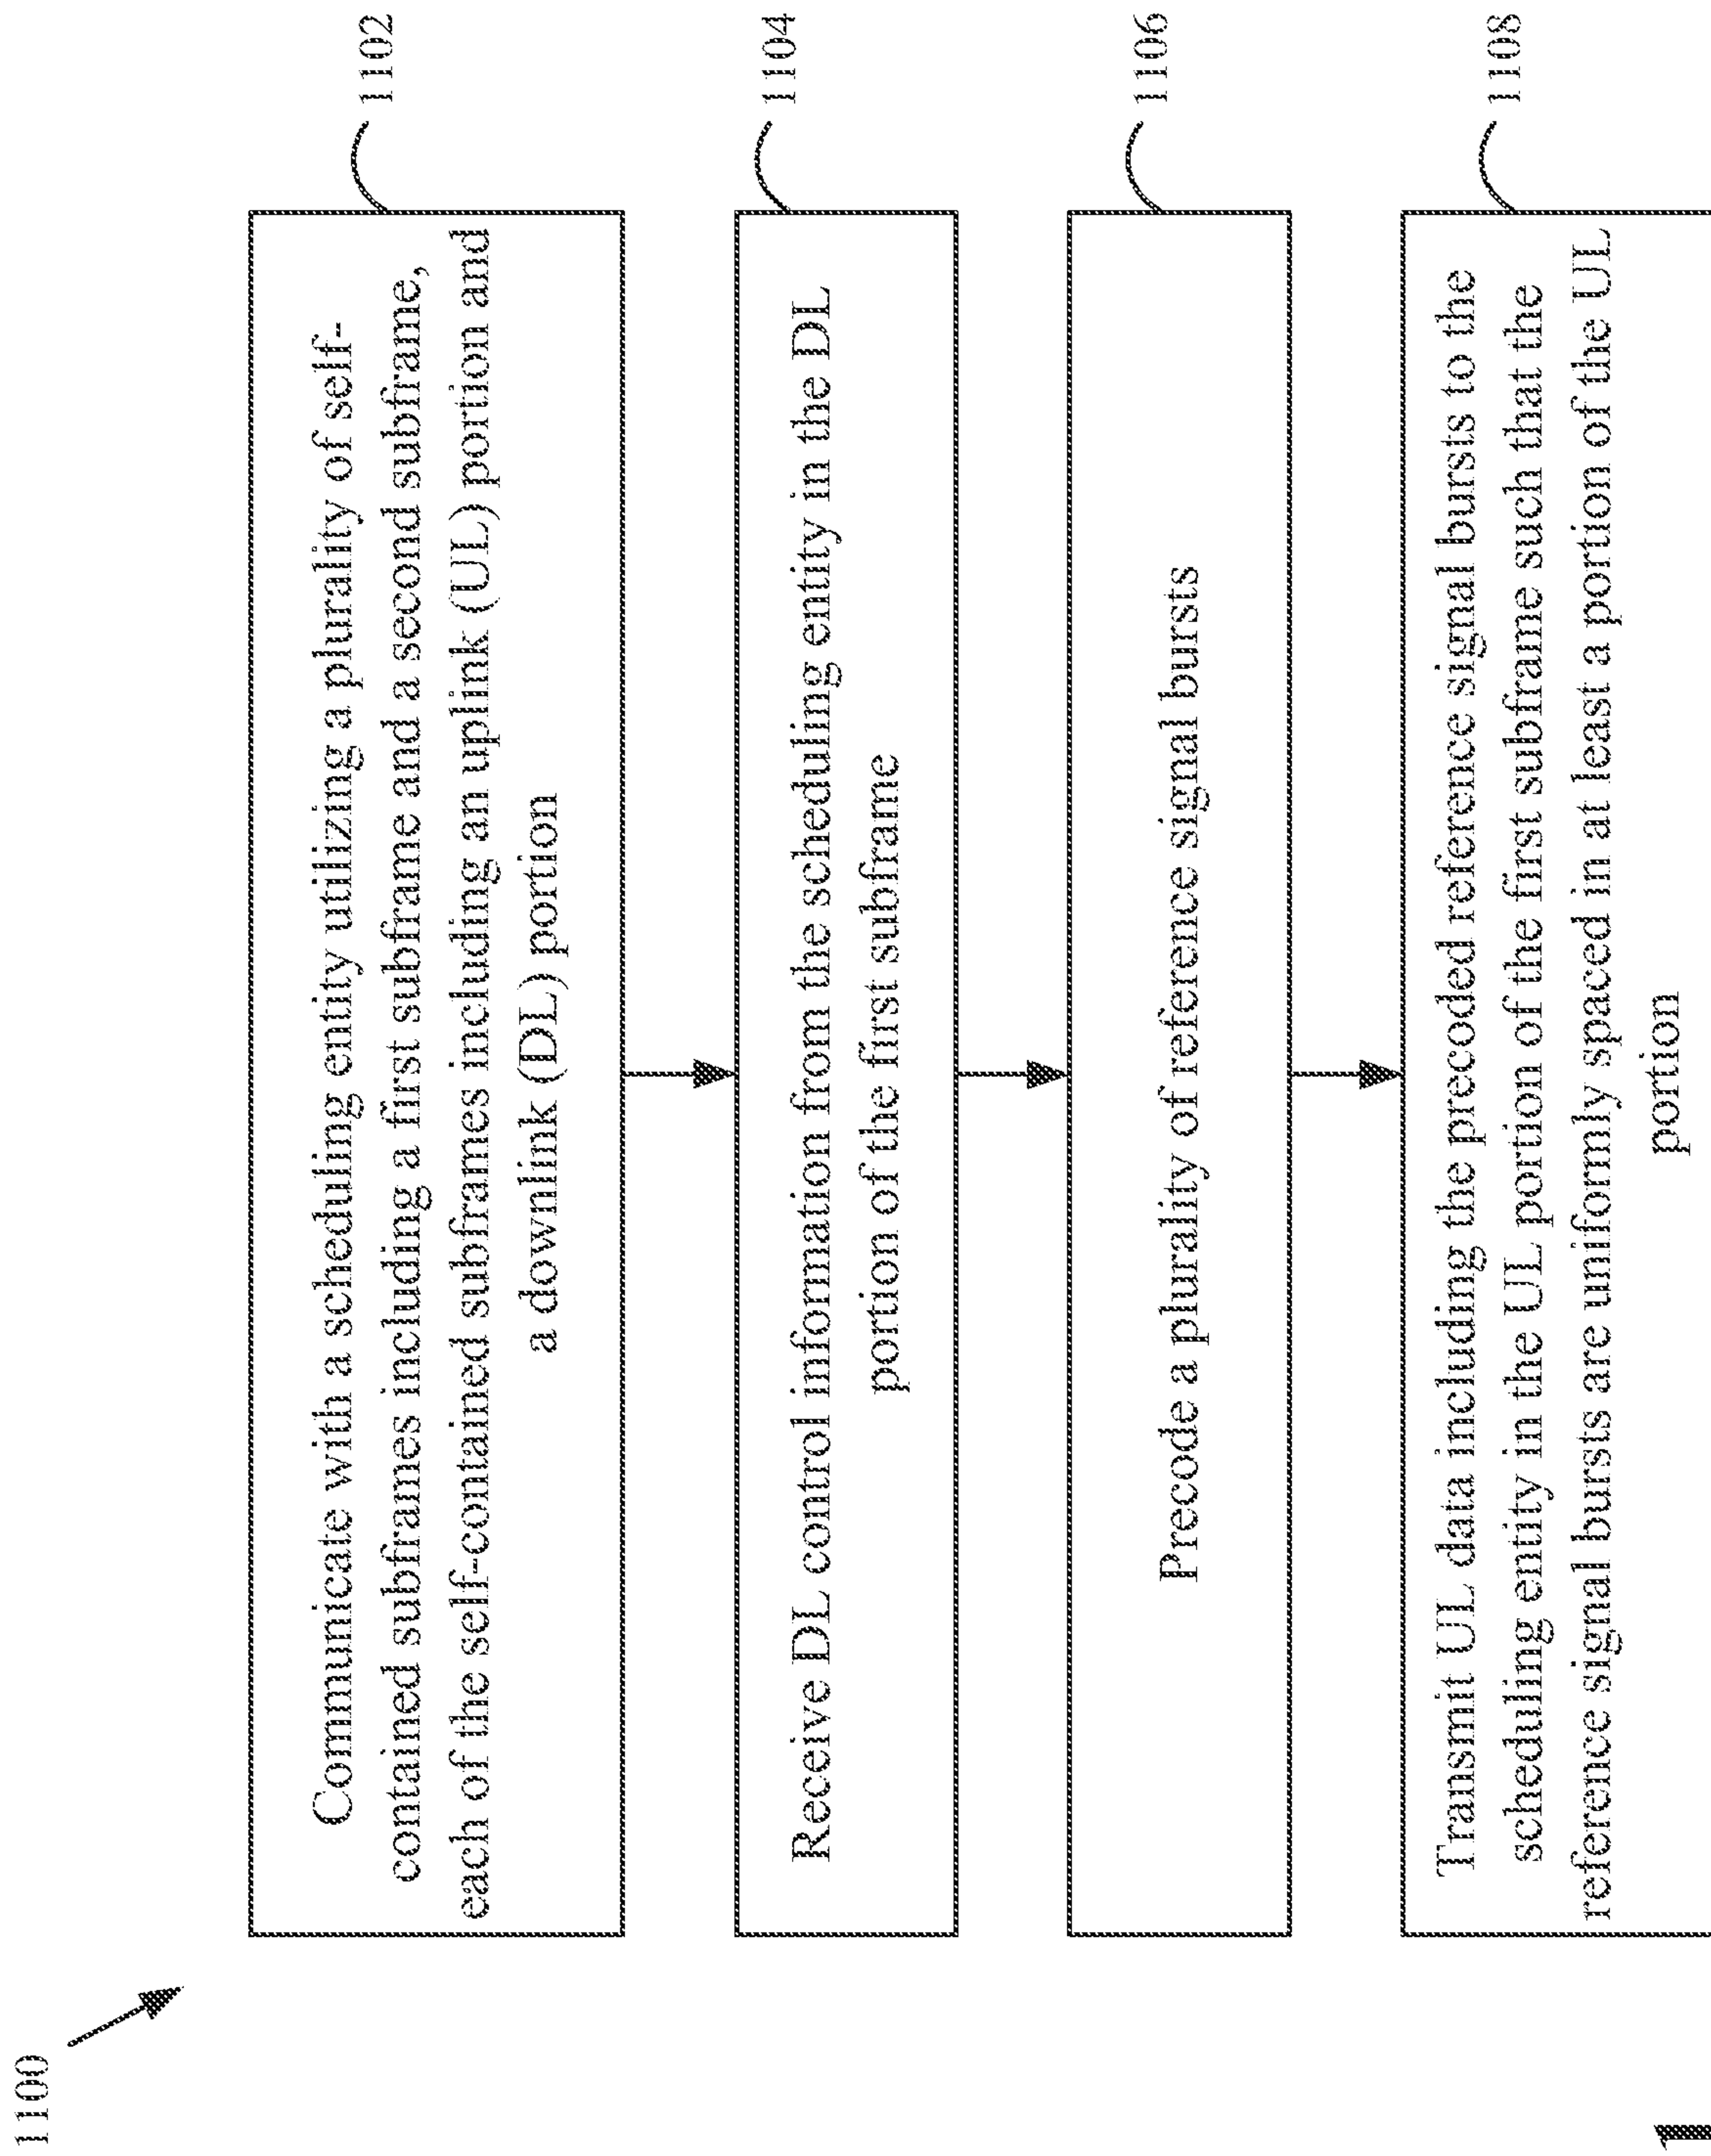 1100
Communicate with a scheduling entity utilizing a plurality of self-
contained subframes including a first subframe and a second subframe,
each of the self-contained subframes including an uplink (UL) portion and
a downlink (DL) portion
1102
Receive DL control information from the scheduling entity in the DL
portion of the first subframe
1104
Precode a plurality of reference signal bursts
1106
Transmit UL data including the precoded reference signal bursts to the
scheduling entity in the UL portion of the first subframe such that the
reference signal bursts are uniformly spaced in at least a portion of the UL
portion
1108